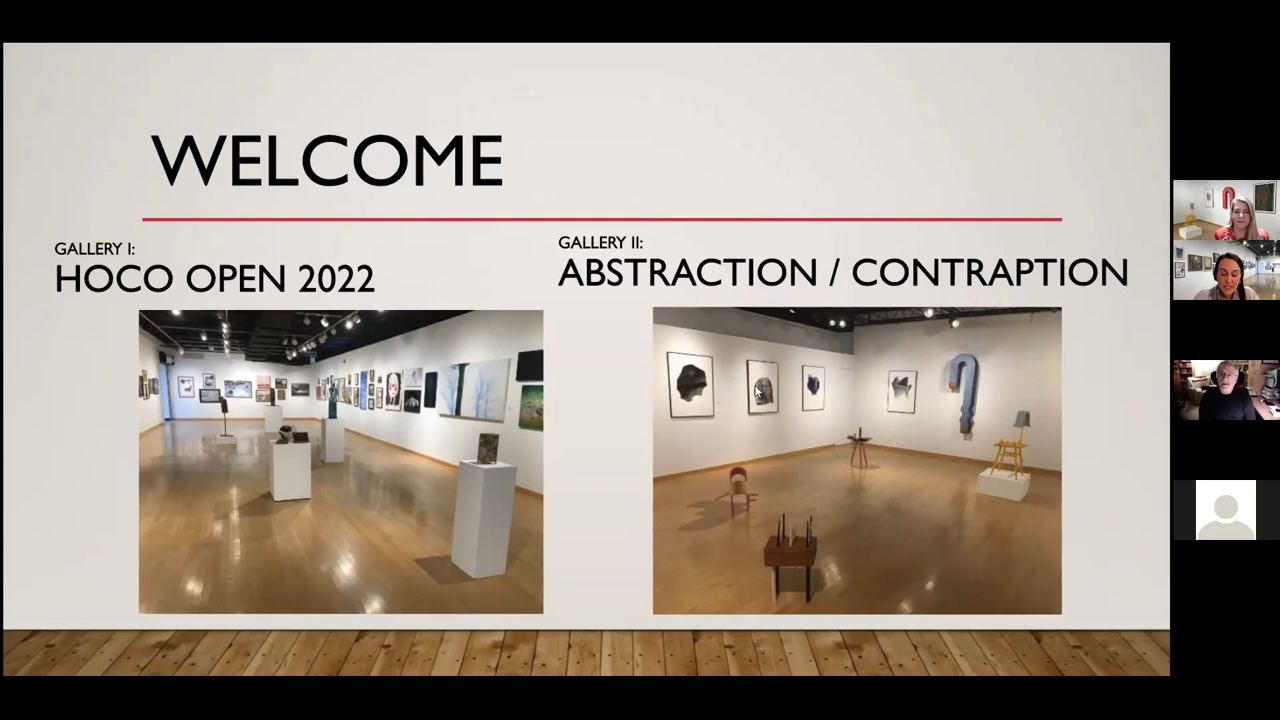 WELCOME
GALLERY I:
HOCO OPEN 2022
GALLERY II:
ABSTRACTION / CONTRAPTION